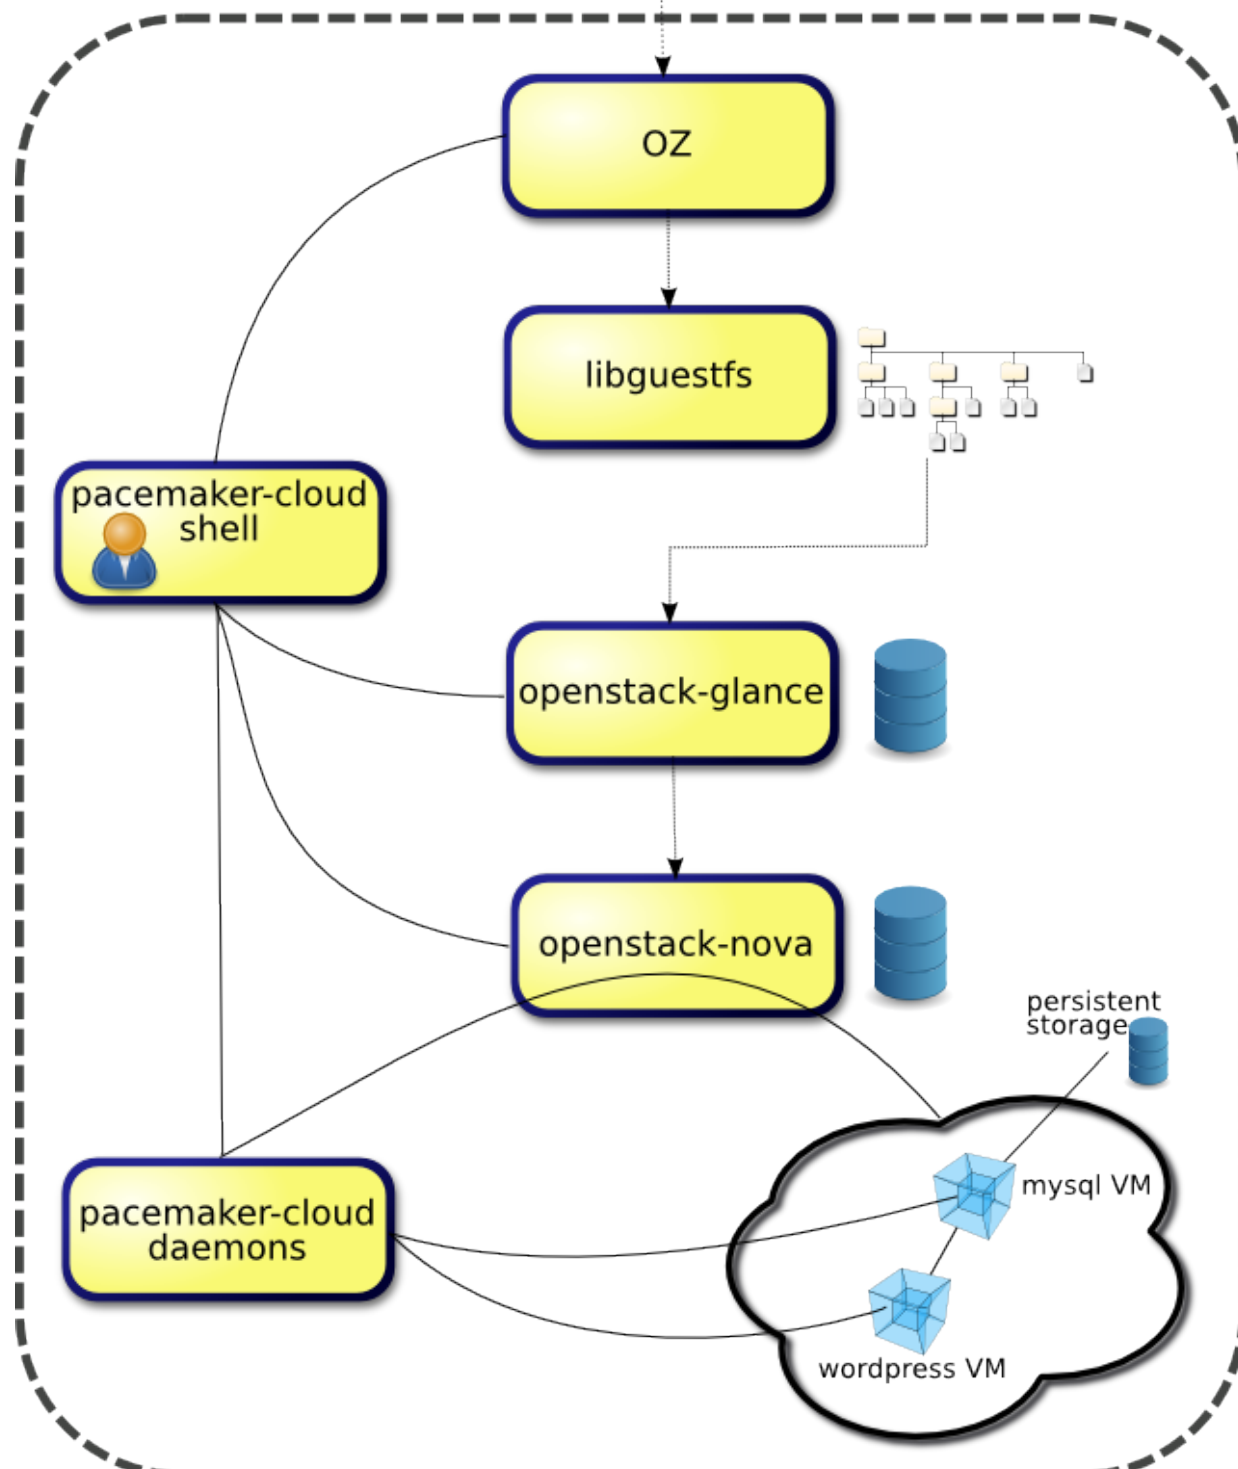 OZ
libguestfs
pacemaker-cloud
shell
openstack-glance
openstack-nova
persistent
storage
mysql VM
pacemaker-cloud
daemons
wordpress VM